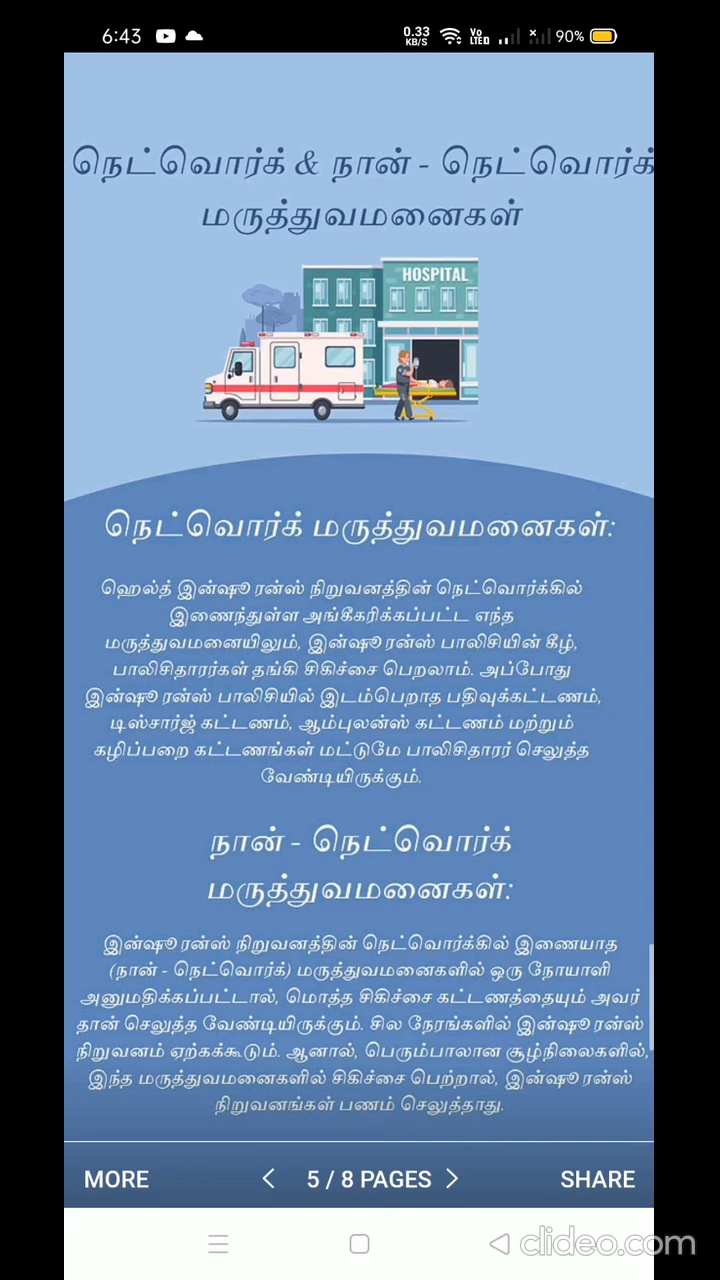 6:43
0.33 KB/S
Vo LTE
90%
நெட்வொர்க் & நான் - நெட்வொர்க்
மருத்துவமனைகள்
HOSPITAL
நெட்வொர்க் மருத்துவமனைகள்:
ஹெல்த் இன்ஷூரன்ஸ் நிறுவனத்தின் நெட்வொர்க்கில்
இணைந்துள்ள அங்கீகரிக்கப்பட்ட எந்த
மருத்துவமனையிலும், இன்ஷூரன்ஸ் பாலிசியின் கீழ்,
பாலிசிதாரர்கள் தங்கி சிகிச்சை பெறலாம். அப்போது
இன்ஷூரன்ஸ் பாலிசியில் இடம்பெறாத பதிவுக்கட்டணம்,
டிஸ்சார்ஜ் கட்டணம், ஆம்புலன்ஸ் கட்டணம் மற்றும்
கழிப்பறை கட்டணங்கள் மட்டுமே பாலிசிதாரர் செலுத்த
வேண்டியிருக்கும்.
நான் - நெட்வொர்க்
மருத்துவமனைகள்:
இன்ஷூரன்ஸ் நிறுவனத்தின் நெட்வொர்க்கில் இணையாத
(நான் - நெட்வொர்க்) மருத்துவமனைகளில் ஒரு நோயாளி
அனுமதிக்கப்பட்டால், மொத்த சிகிச்சை கட்டணத்தையும் அவர்
தான் செலுத்த வேண்டியிருக்கும். சில நேரங்களில் இன்ஷூரன்ஸ்
நிறுவனம் ஏற்கக்கூடும். ஆனால், பெரும்பாலான சூழ்நிலைகளில்,
இந்த மருத்துவமனைகளில் சிகிச்சை பெற்றால், இன்ஷூரன்ஸ்
நிறுவனங்கள் பணம் செலுத்தாது.
MORE
5 / 8 PAGES
SHARE
clideo.com